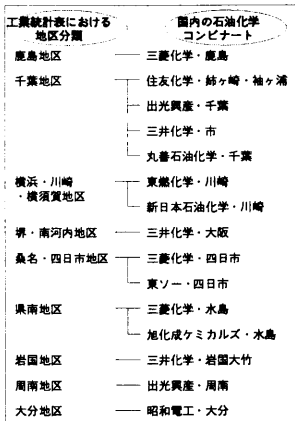 工業統計表における
地区分類
国内の石油化学
コンビナート
鹿島地区 三菱化学・鹿島
千葉地区 住友化学・姉ヶ崎・袖ヶ浦
出光興産・千葉
三井化学・市
丸善石油化学・千葉
横浜・川崎
・横須賀地区
東燃化学・川崎
新日本石油化学・川崎
堺・南河内地区 三井化学・大阪
桑名・四日市地区 三菱化学・四日市
東ソー・四日市
県南地区 三菱化学・水島
旭化成ケミカルズ・水島
岩国地区 三井化学・岩国大竹
周南地区 出光興産・周南
大分地区 昭和電工・大分